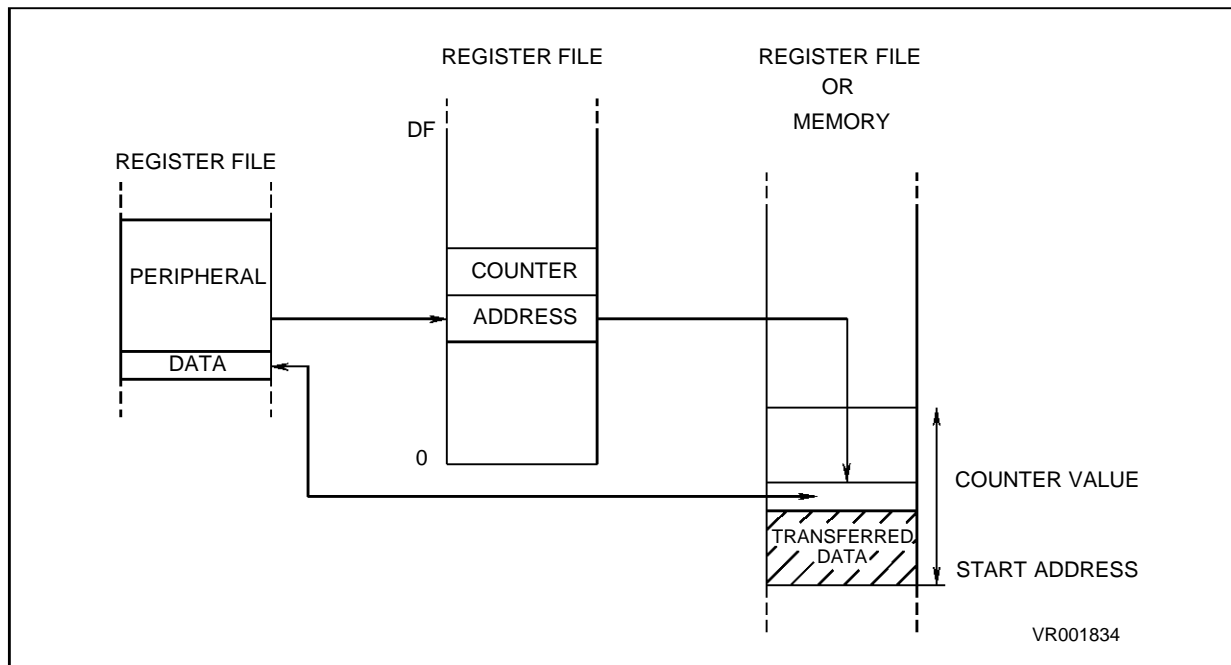 REGISTER FILE
REGISTER FILE
OR
MEMORY
DF
REGISTER FILE
PERIPHERAL
COUNTER
ADDRESS
DATA
0
COUNTER VALUE
TRANSFERRED
DATA
START ADDRESS
VR001834